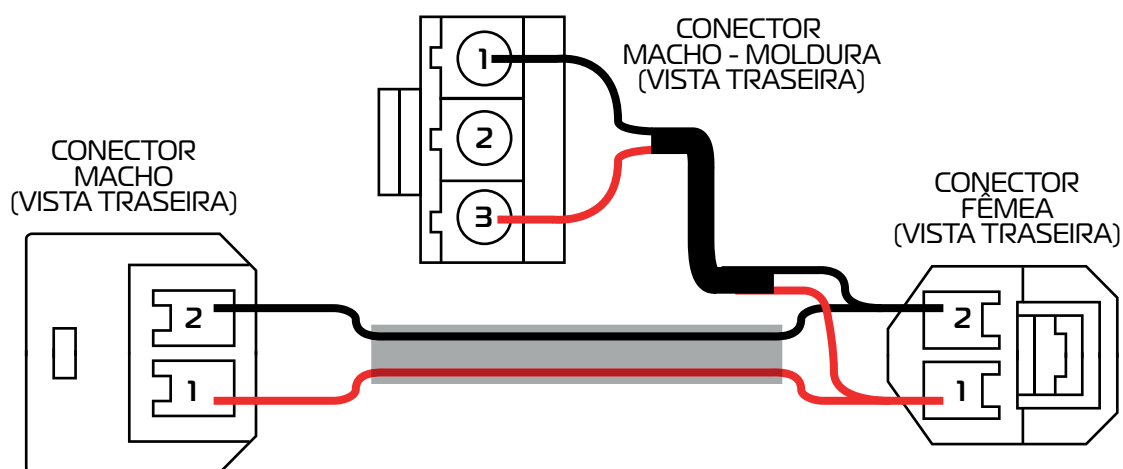 CONECTOR
MACHO - MOLDURA
(VISTA TRASEIRA)
1
2
3
CONECTOR
MACHO
(VISTA TRASEIRA)
2
1
CONECTOR
FÊMEA
(VISTA TRASEIRA)
2
1